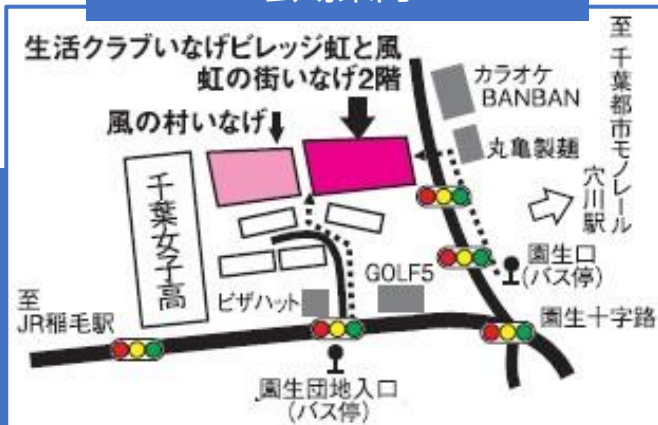 生活クラブいなげビレッジ虹と風
虹の街いなげ2階
風の村いなげ
千葉女子高
カラオケ
BANBAN
丸亀製麺
至 千葉都市モノレール
穴川駅
園生口
(バス停)
GOLF5
ピザハット
至
JR稲毛駅
園生十字路
園生団地入口
(バス停)